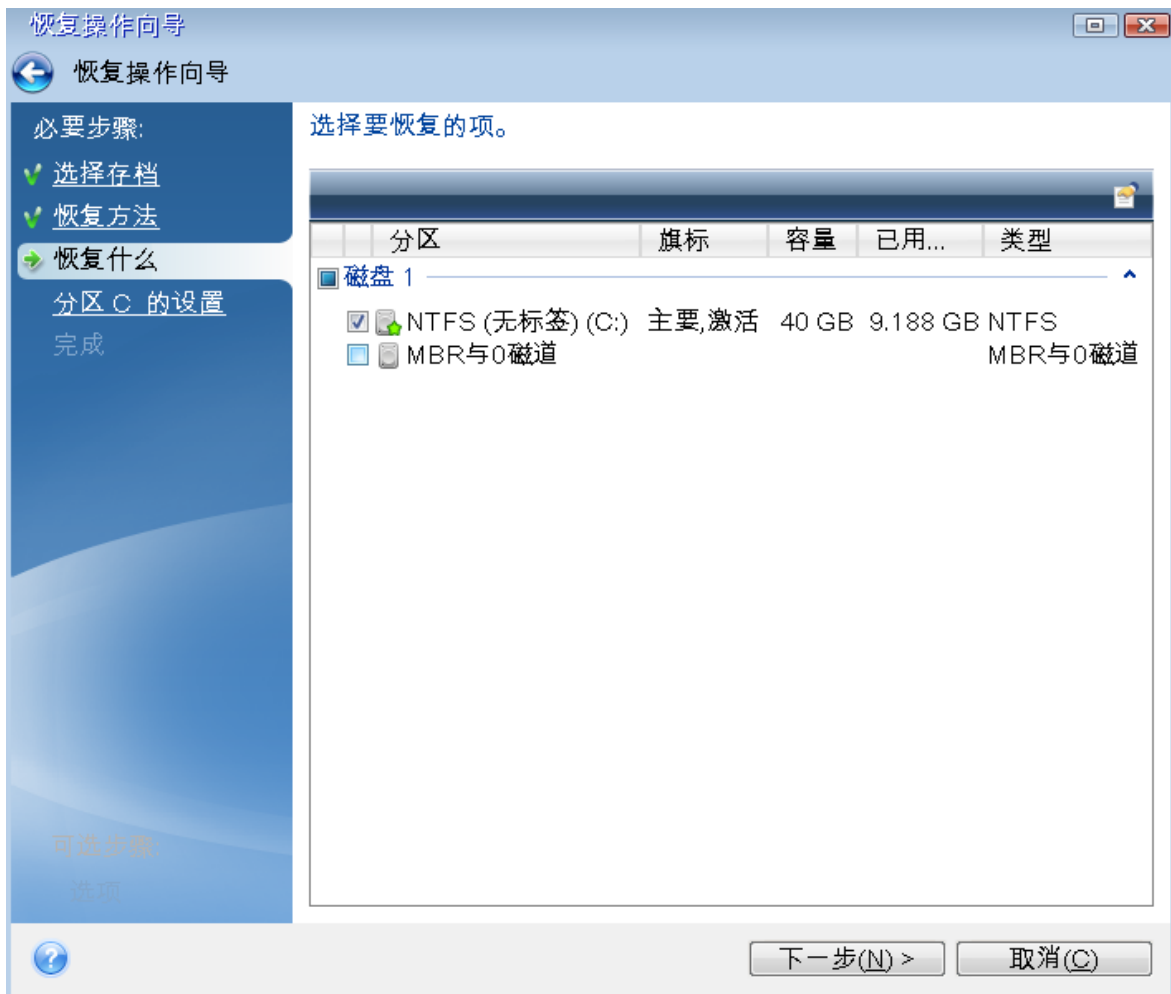 恢复操作向导
恢复操作向导
必要步骤:
选择存档
恢复方法
恢复什么
分区 C 的设置
完成
可选步骤:
选项
选择要恢复的项。
分区 旗标 容量 已用... 类型
磁盘 1
NTFS (无标签) (C:) 主要,激活 40 GB 9.188 GB NTFS
MBR与0磁道 MBR与0磁道
下一步(N) > 取消(C)